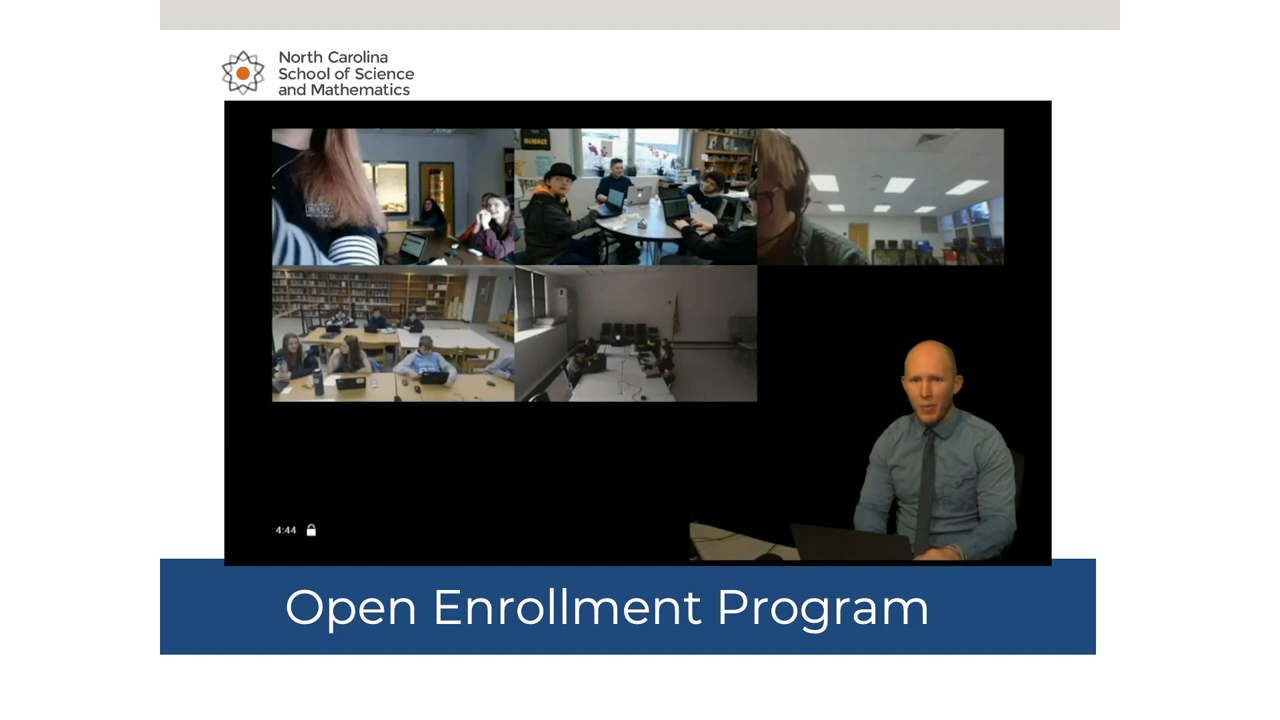 North Carolina
School of Science
and Mathematics
4:44
Open Enrollment Program